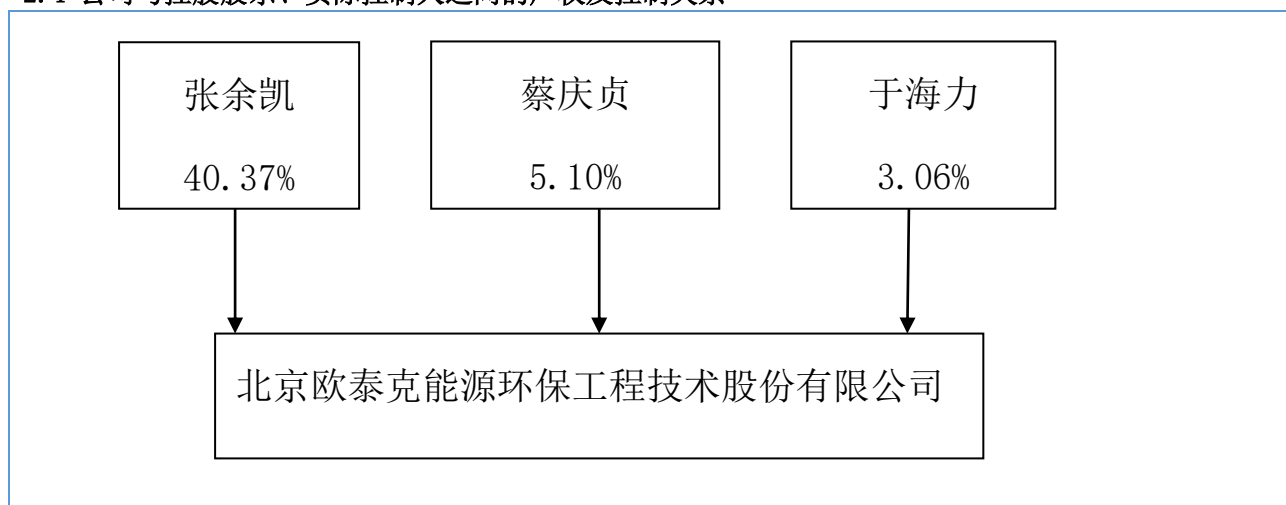 张余凯
40.37%
蔡庆贞
5.10%
于海力
3.06%
北京欧泰克能源环保工程技术股份有限公司